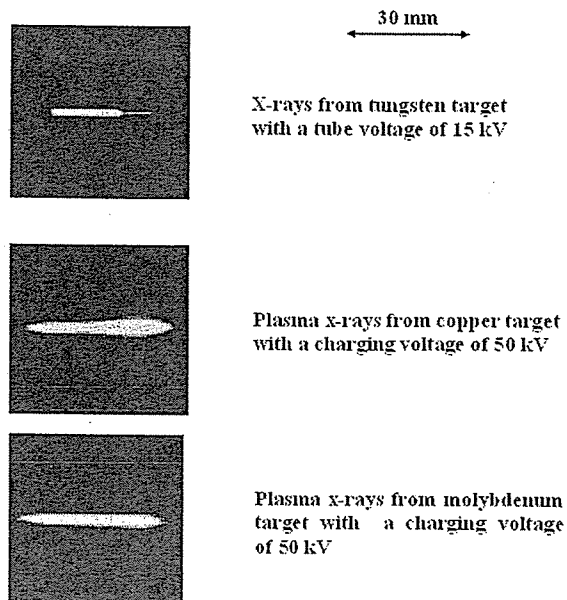 30 mm
X-rays from tungsten target
with a tube voltage of 15 kV
Plasma x-rays from copper target
with a charging voltage of 50 kV
Plasma x-rays from molybdenum
target with a charging voltage
of 50 kV